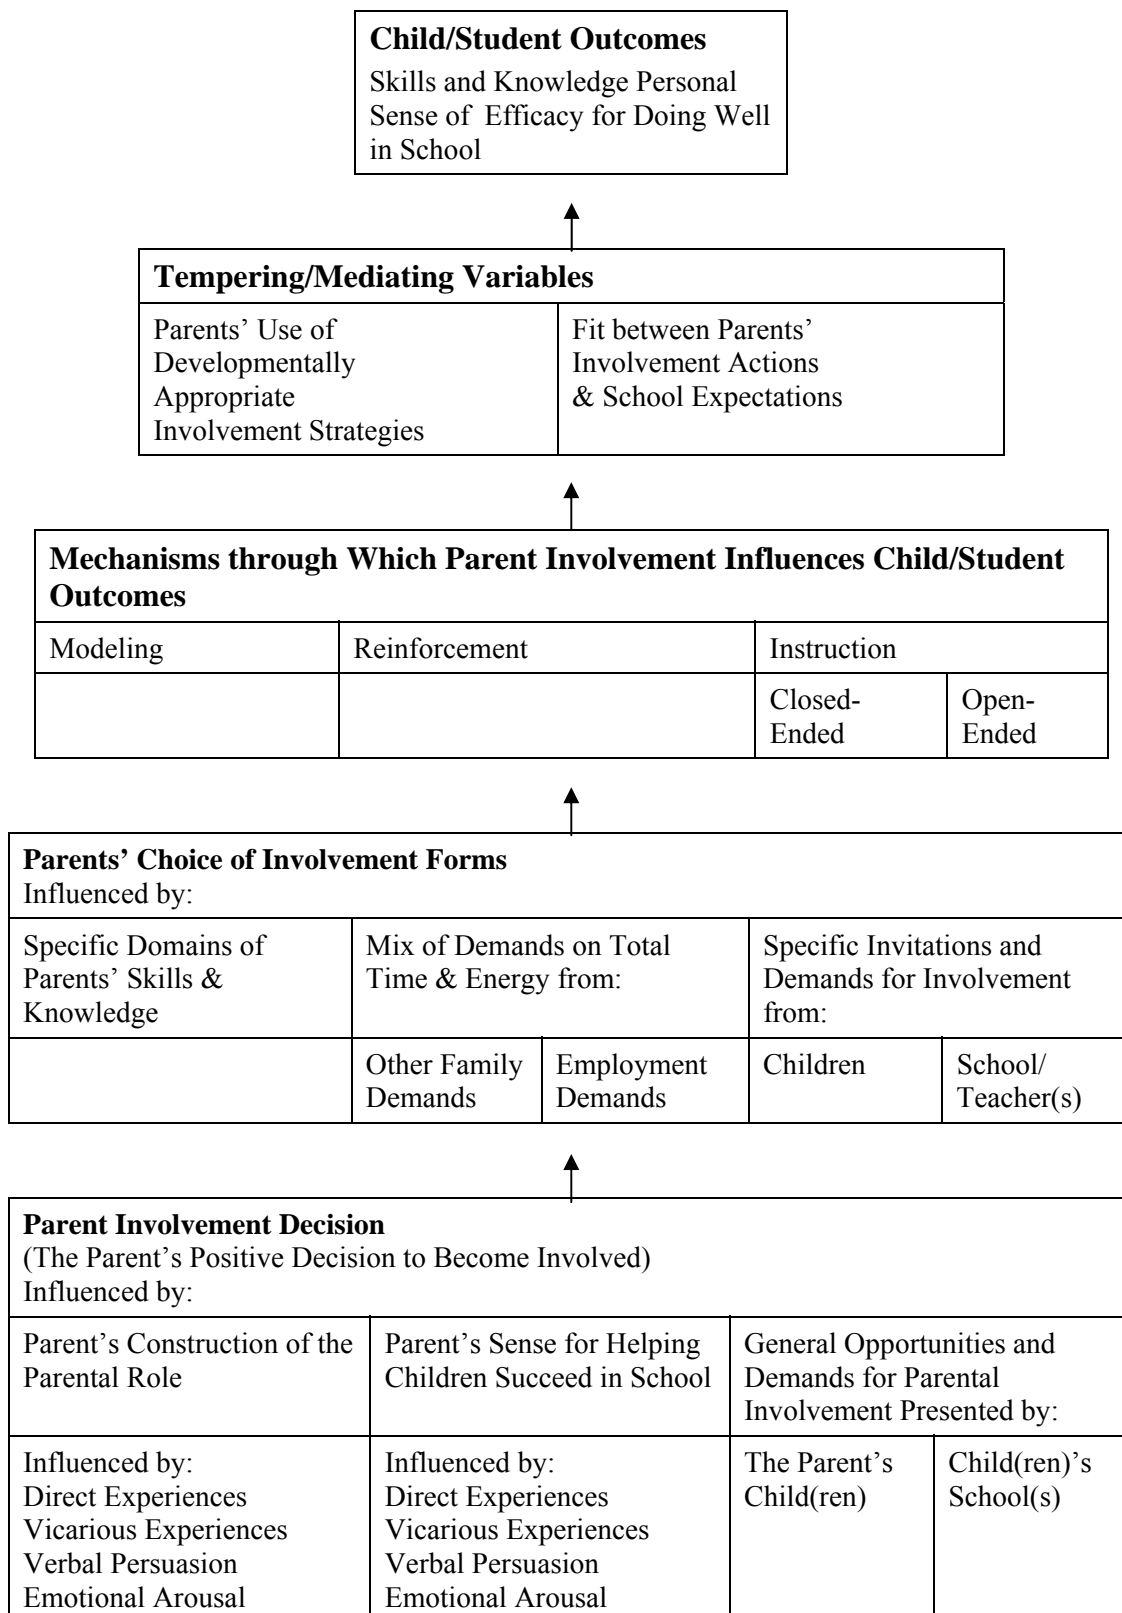 Child/Student Outcomes
Skills and Knowledge Personal
Sense of Efficacy for Doing Well
in School
Tempering/Mediating Variables
Parents’ Use of
Developmentally
Appropriate
Involvement Strategies
Fit between Parents’
Involvement Actions
& School Expectations
Mechanisms through Which Parent Involvement Influences Child/Student
Outcomes
Modeling
Reinforcement
Instruction
Closed-
Ended
Open-
Ended
Parents’ Choice of Involvement Forms
Influenced by:
Specific Domains of
Parents’ Skills &
Knowledge
Mix of Demands on Total
Time & Energy from:
Specific Invitations and
Demands for Involvement
from:
Other Family
Demands
Employment
Demands
Children
School/
Teacher(s)
Parent Involvement Decision
(The Parent’s Positive Decision to Become Involved)
Influenced by:
Parent’s Construction of the
Parental Role
Parent’s Sense for Helping
Children Succeed in School
General Opportunities and
Demands for Parental
Involvement Presented by:
Influenced by:
Direct Experiences
Vicarious Experiences
Verbal Persuasion
Emotional Arousal
Influenced by:
Direct Experiences
Vicarious Experiences
Verbal Persuasion
Emotional Arousal
The Parent’s
Child(ren)
Child(ren)’s
School(s)